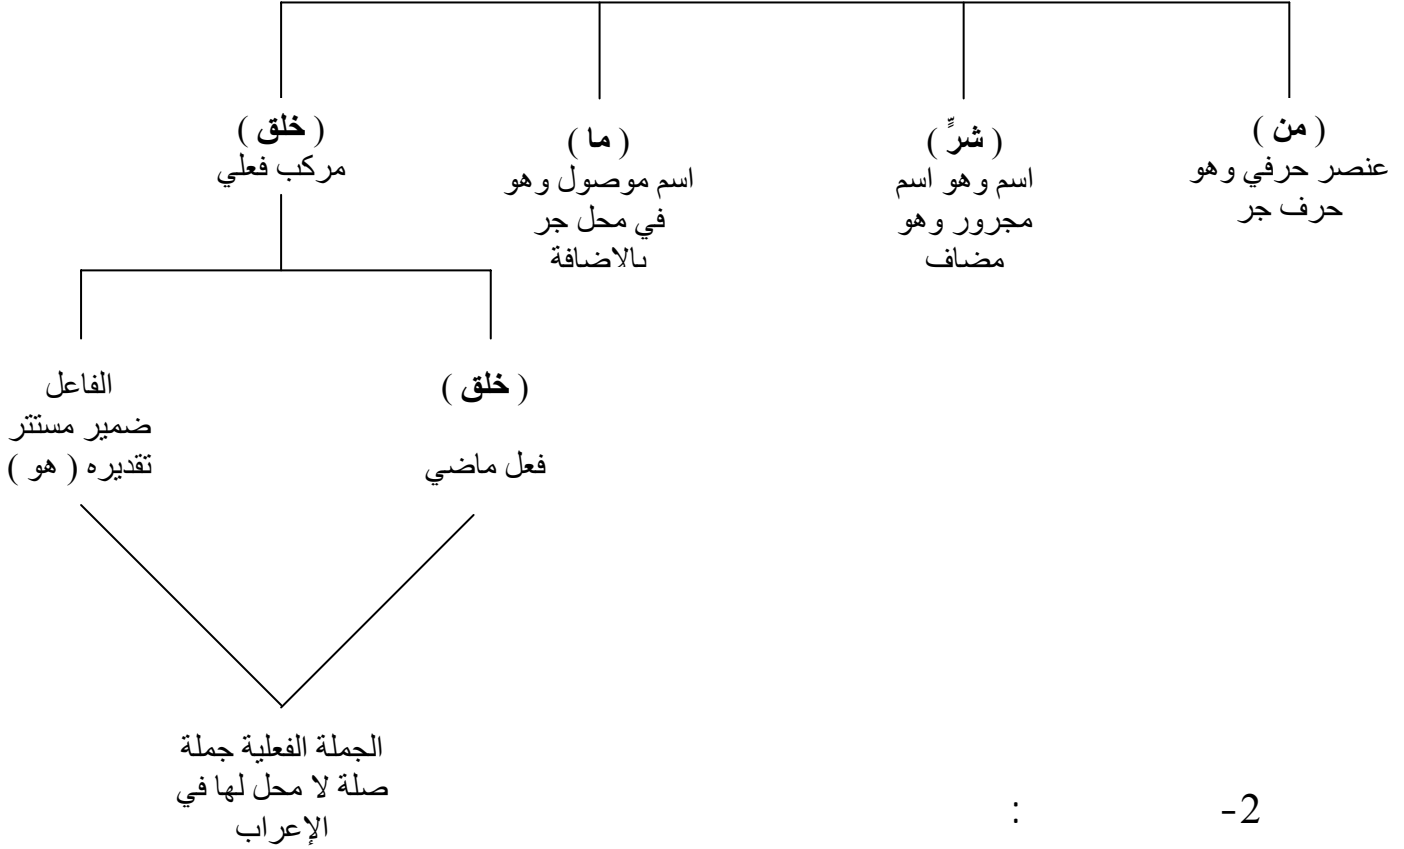 ( من )
عنصر حرفي وهو
حرف جر
( شرٍّ )
اسم وهو اسم
مجرور وهو
مضاف
( ما )
اسم موصول وهو
في محل جر
بالاضافة
( خلق )
مركب فعلي
( خلق )
فعل ماضي
الفاعل
ضمير مستتر
تقديره ( هو )
الجملة الفعلية جملة
صلة لا محل لها في
الإعراب
2- :